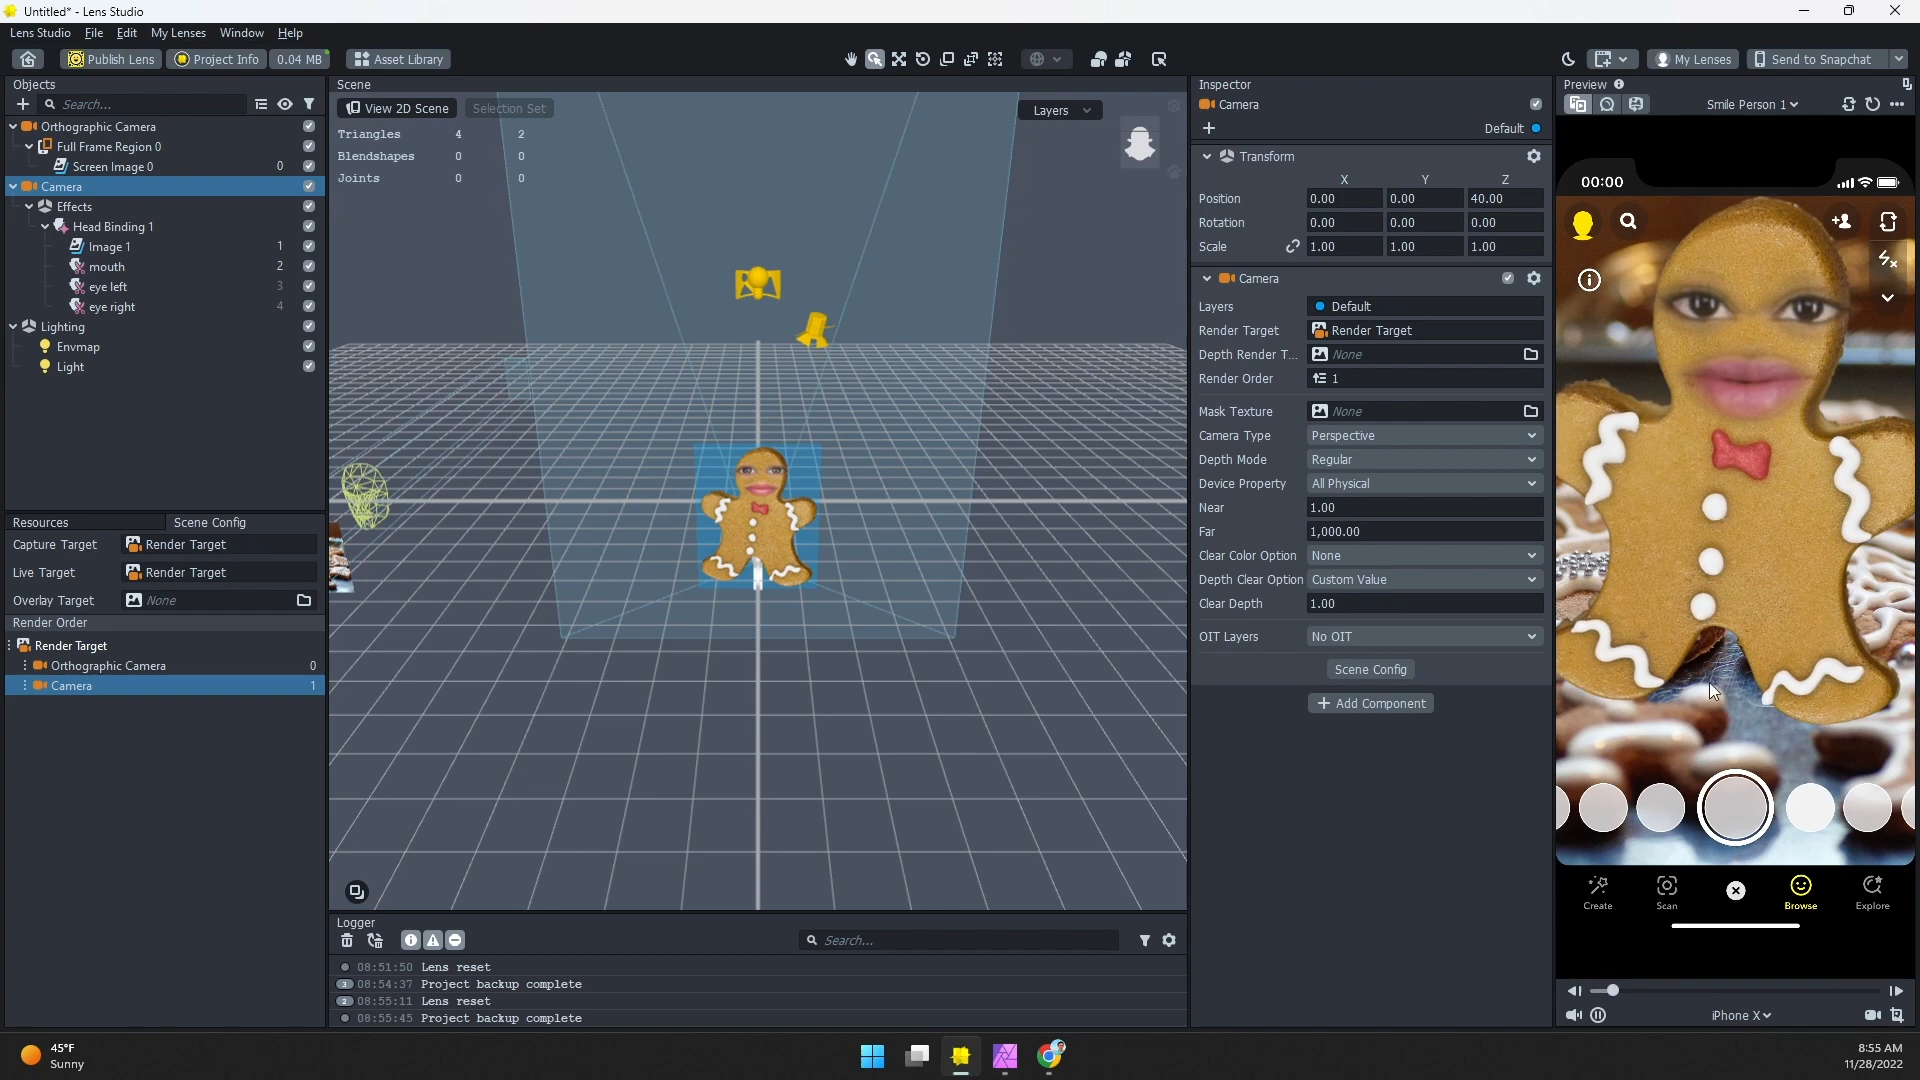 Untitled* - Lens Studio
Lens Studio File Edit My Lenses Window Help
Publish Lens Project Info 0.04 MB Asset Library My Lenses Send to Snapchat
Objects
Search...
Orthographic Camera
Full Frame Region 0
Screen Image 0 0
Camera
Effects
Head Binding 1
Image 1 1
mouth 2
eye left 3
eye right 4
Lighting
Envmap
Light
Resources Scene Config
Capture Target Render Target
Live Target Render Target
Overlay Target None
Render Order
Render Target
Orthographic Camera 0
Camera 1
Scene
View 2D Scene Selection Set Layers
Triangles 4 2
Blendshapes 0 0
Joints 0 0
Logger
Search...
08:51:50 Lens reset
3 08:54:37 Project backup complete
2 08:55:11 Lens reset
08:55:45 Project backup complete
Inspector
Camera
Default
Transform
X Y Z
Position 0.00 0.00 40.00
Rotation 0.00 0.00 0.00
Scale 1.00 1.00 1.00
Camera
Layers Default
Render Target Render Target
Depth Render T... None
Render Order 1
Mask Texture None
Camera Type Perspective
Depth Mode Regular
Device Property All Physical
Near 1.00
Far 1,000.00
Clear Color Option None
Depth Clear Option Custom Value
Clear Depth 1.00
OIT Layers No OIT
Scene Config
+ Add Component
Preview
Smile Person 1
00:00
Create Scan Browse Explore
iPhone X
45°F
Sunny
8:55 AM
11/28/2022